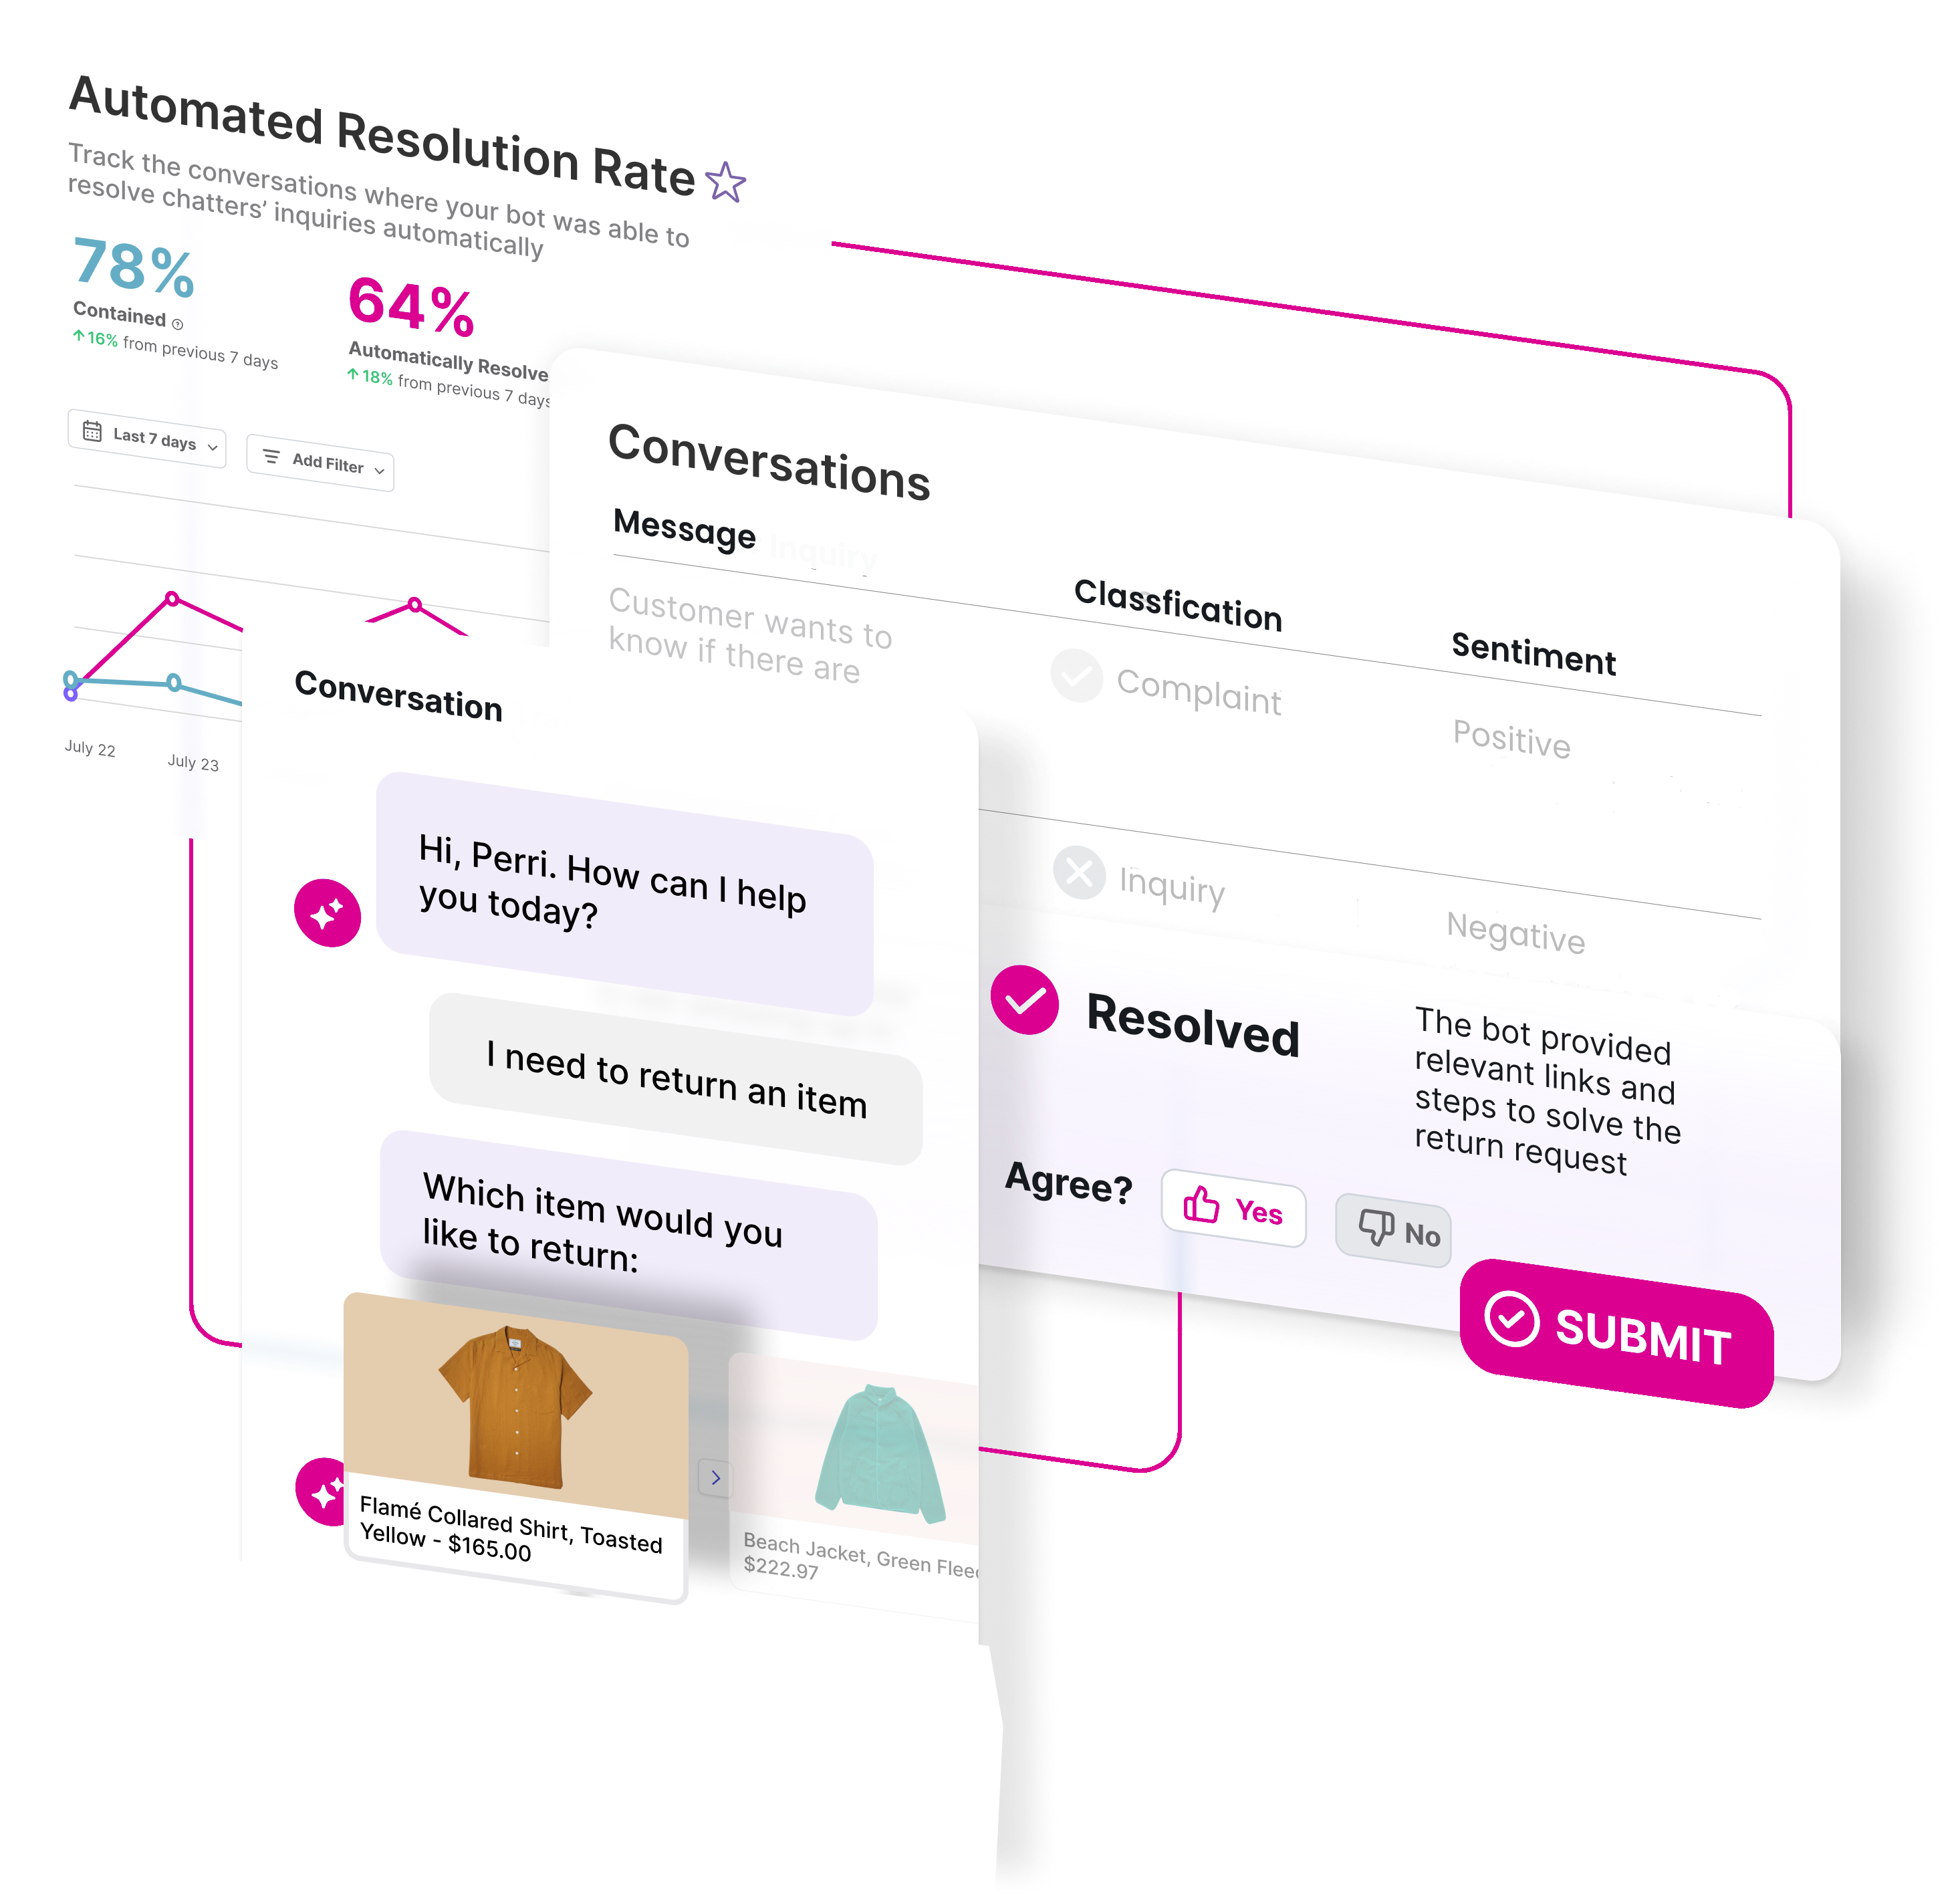 Automated Resolution Rate
Track the conversations where your bot was able to
resolve chatters’ inquiries automatically
78%
Contained
16% from previous 7 days
64%
Automatically Resolve
18% from previous 7 days
Last 7 days
Add Filter
July 22
July 23
Conversations
Message Inquiry
Classfication
Sentiment
Customer wants to
know if there are
Complaint
Positive
Inquiry
Negative
Resolved
The bot provided
relevant links and
steps to solve the
return request
Agree?
Yes
No
SUBMIT
Conversation
Hi, Perri. How can I help
you today?
I need to return an item
Which item would you
like to return:
Flamé Collared Shirt, Toasted
Yellow - $165.00
Beach Jacket, Green Flee
$222.97